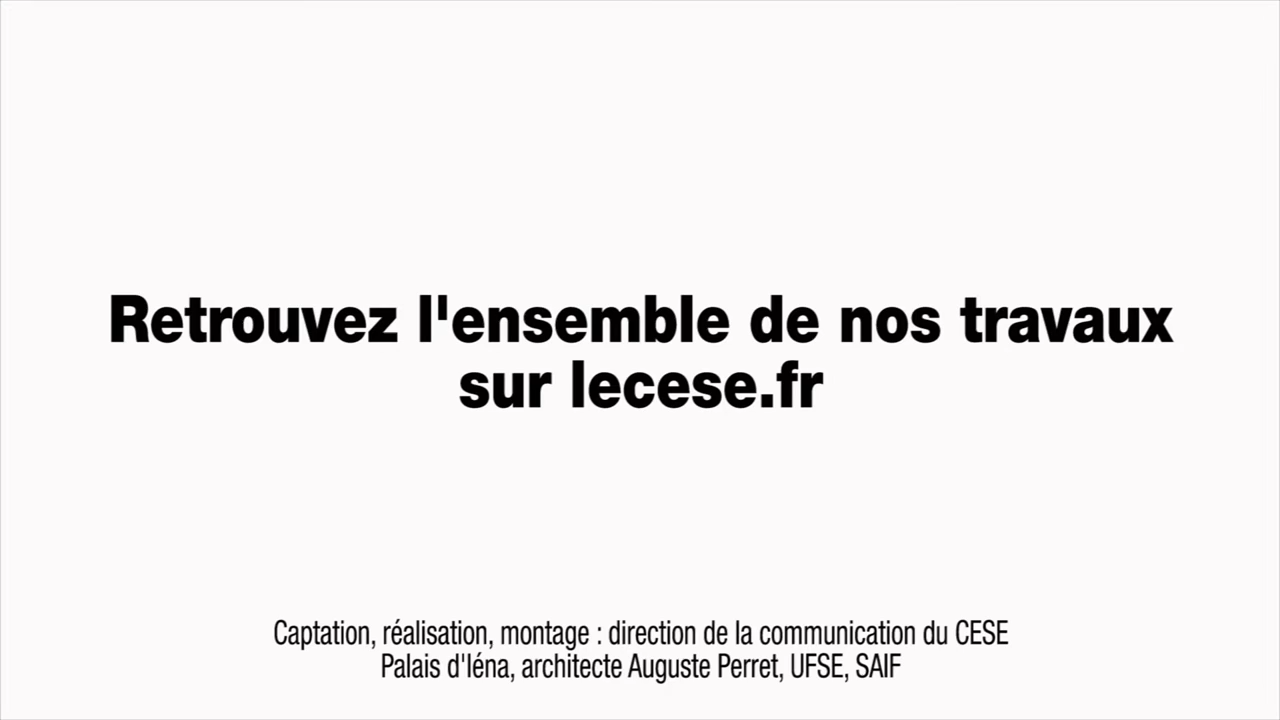 Retrouvez l'ensemble de nos travaux
sur lecese.fr
Captation, réalisation, montage : direction de la communication du CESE
Palais d'Iéna, architecte Auguste Perret, UFSE, SAIF